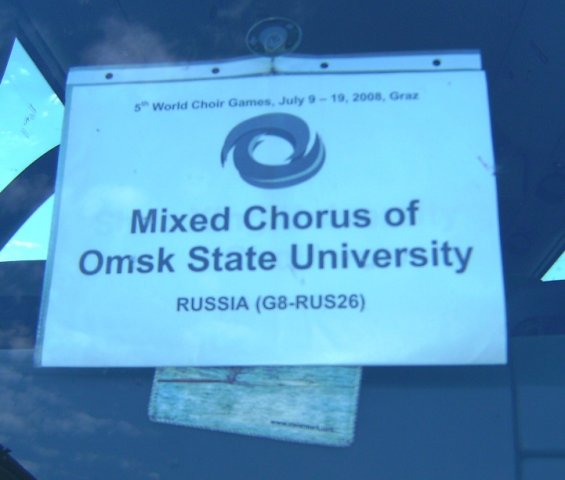 5th World Choir Games, July 9 – 19, 2008, Graz
Mixed Chorus of
Omsk State University
RUSSIA (G8-RUS26)